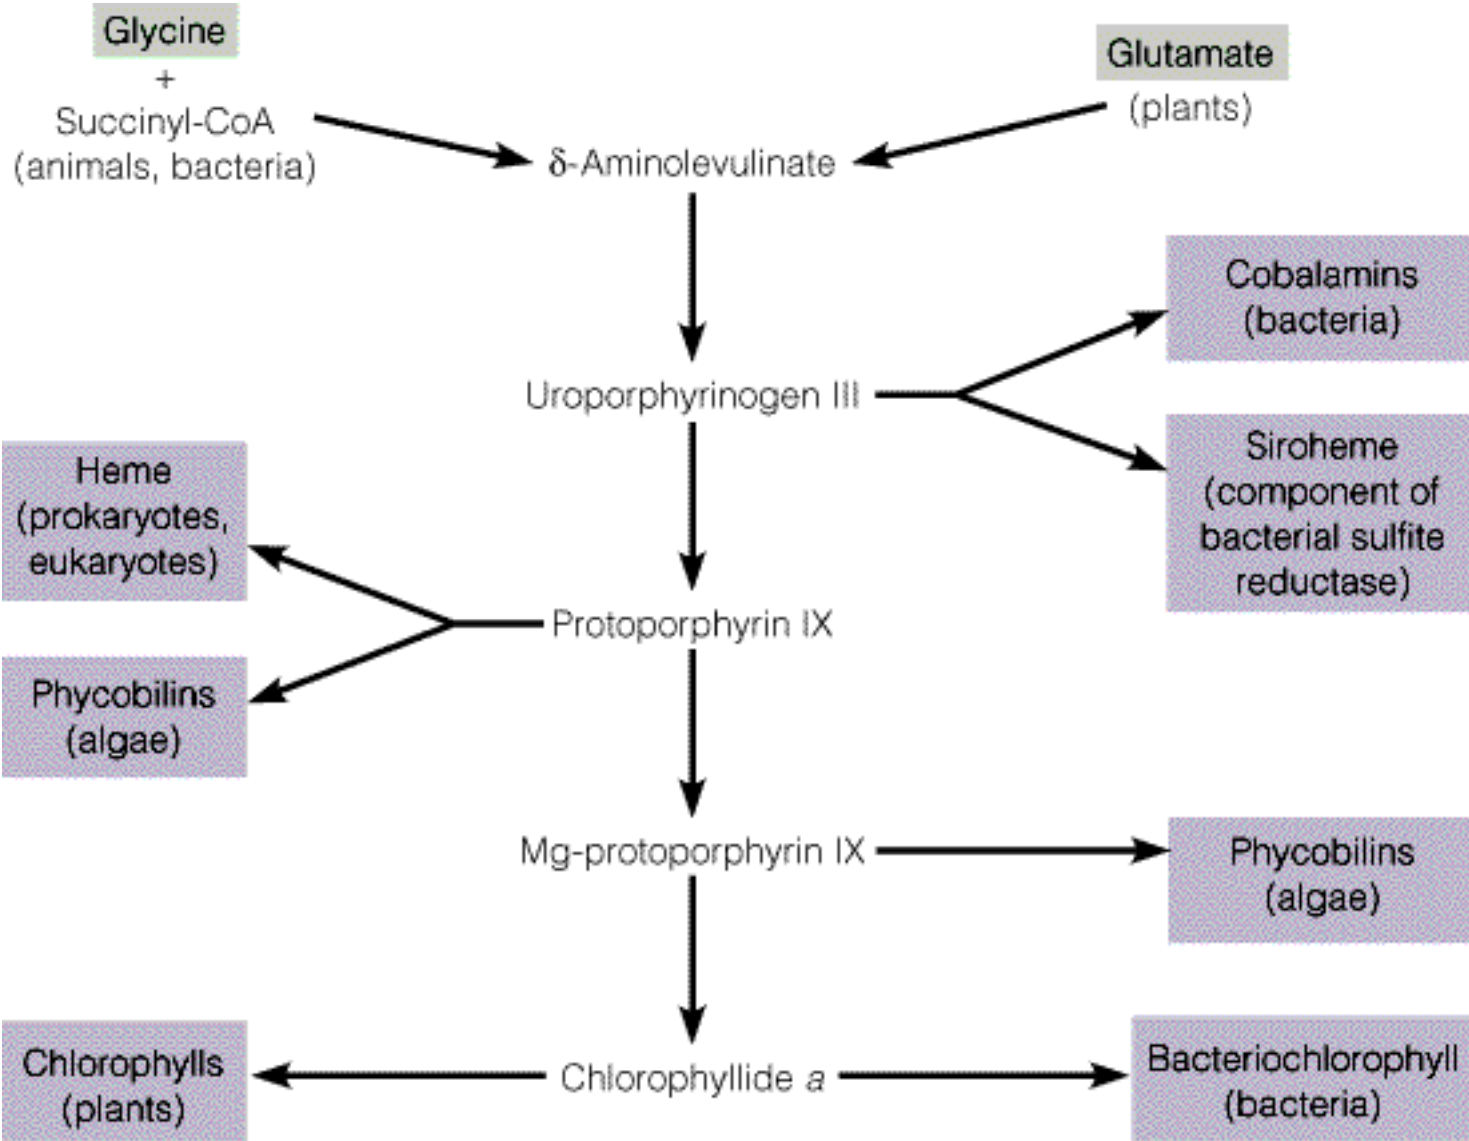 Glycine
+
Succinyl-CoA
(animals, bacteria)
Glutamate
(plants)
δ-Aminolevulinate
Cobalamins
(bacteria)
Uroporphyrinogen III
Siroheme
(component of
bacterial sulfite
reductase)
Heme
(prokaryotes,
eukaryotes)
Protoporphyrin IX
Phycobilins
(algae)
Mg-protoporphyrin IX
Phycobilins
(algae)
Chlorophylls
(plants)
Chlorophyllide a
Bacteriochlorophyll
(bacteria)